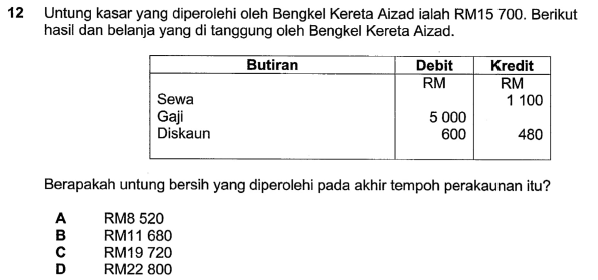 12 Untung kasar yang diperolehi oleh Bengkel Kereta Aizad ialah RM15 700. Berikut
hasil dan belanja yang di tanggung oleh Bengkel Kereta Aizad.
Butiran Debit Kredit
RM RM
Sewa 1 100
Gaji 5 000
Diskaun 600 480
Berapakah untung bersih yang diperolehi pada akhir tempoh perakaunan itu?
A RM8 520
B RM11 680
C RM19 720
D RM22 800